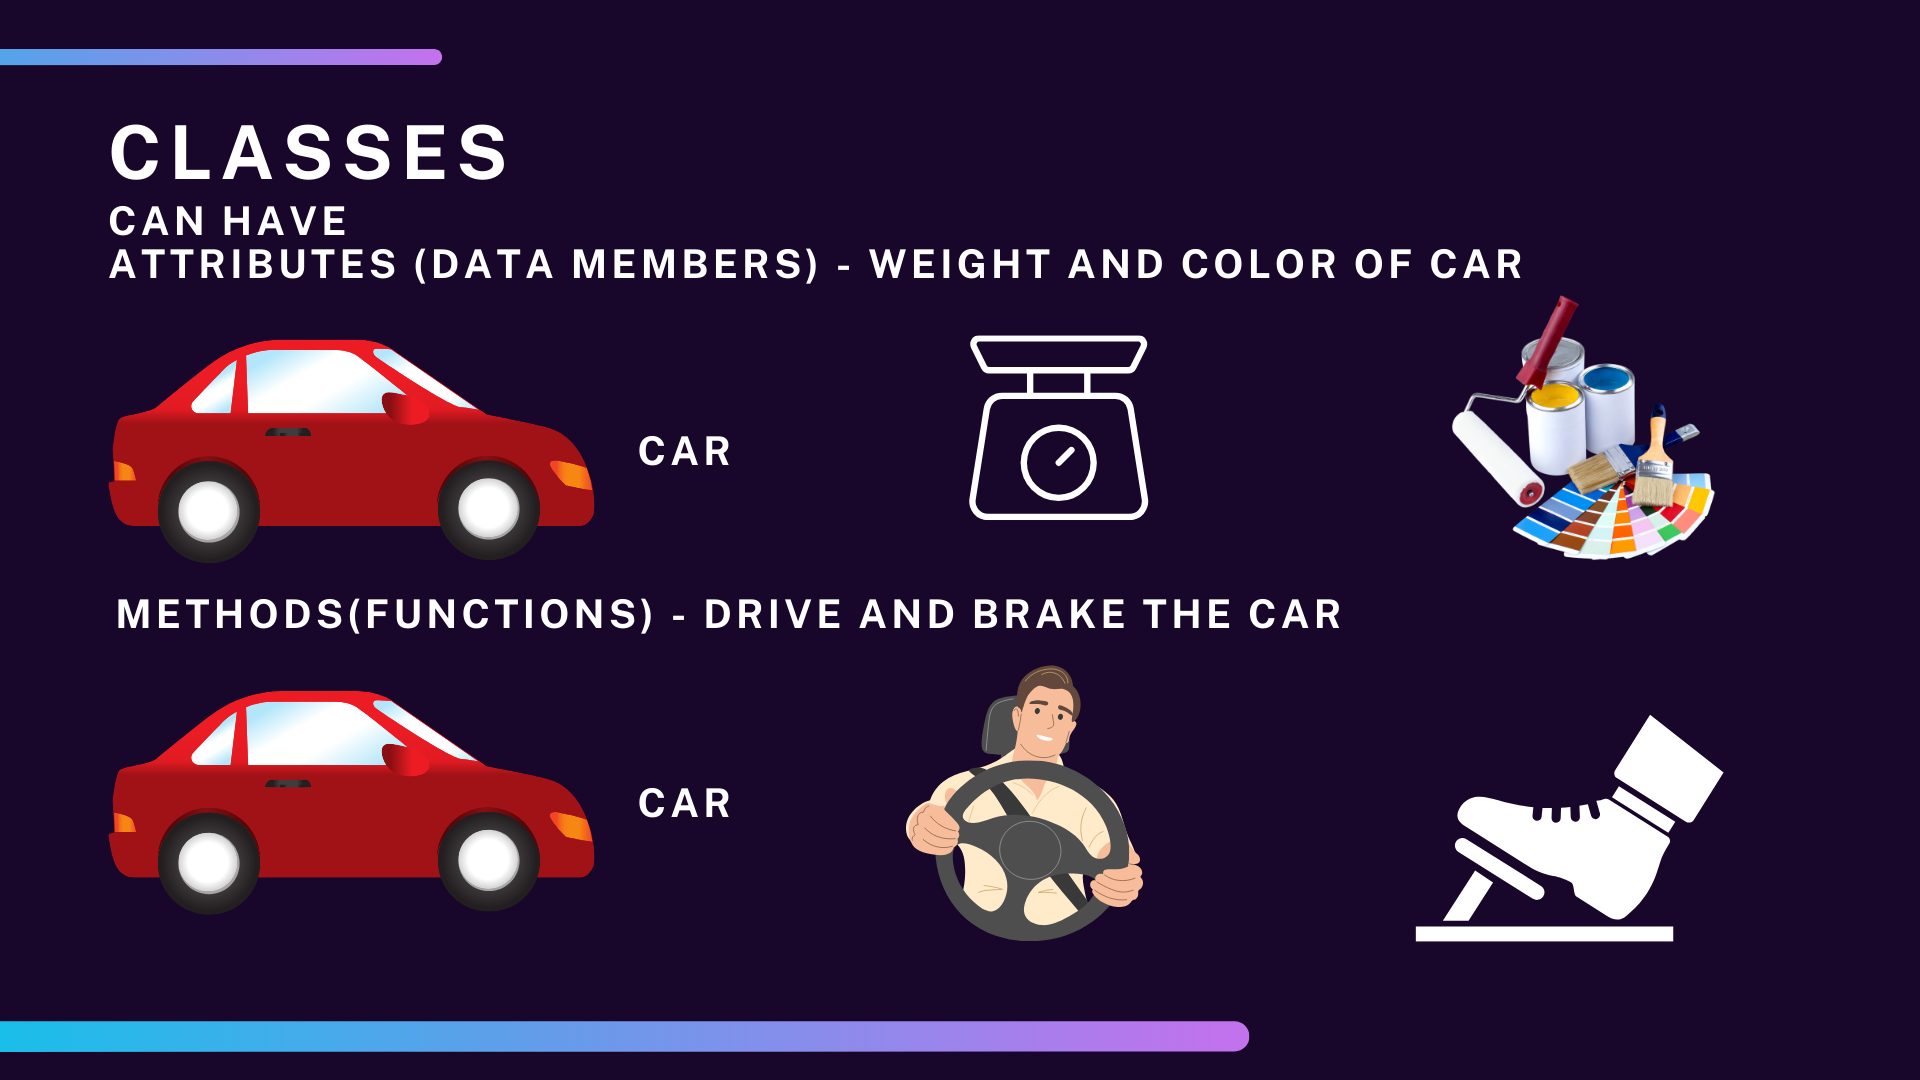 CLASSES
CAN HAVE
ATTRIBUTES (DATA MEMBERS) - WEIGHT AND COLOR OF CAR
CAR
METHODS(FUNCTIONS) - DRIVE AND BRAKE THE CAR
CAR